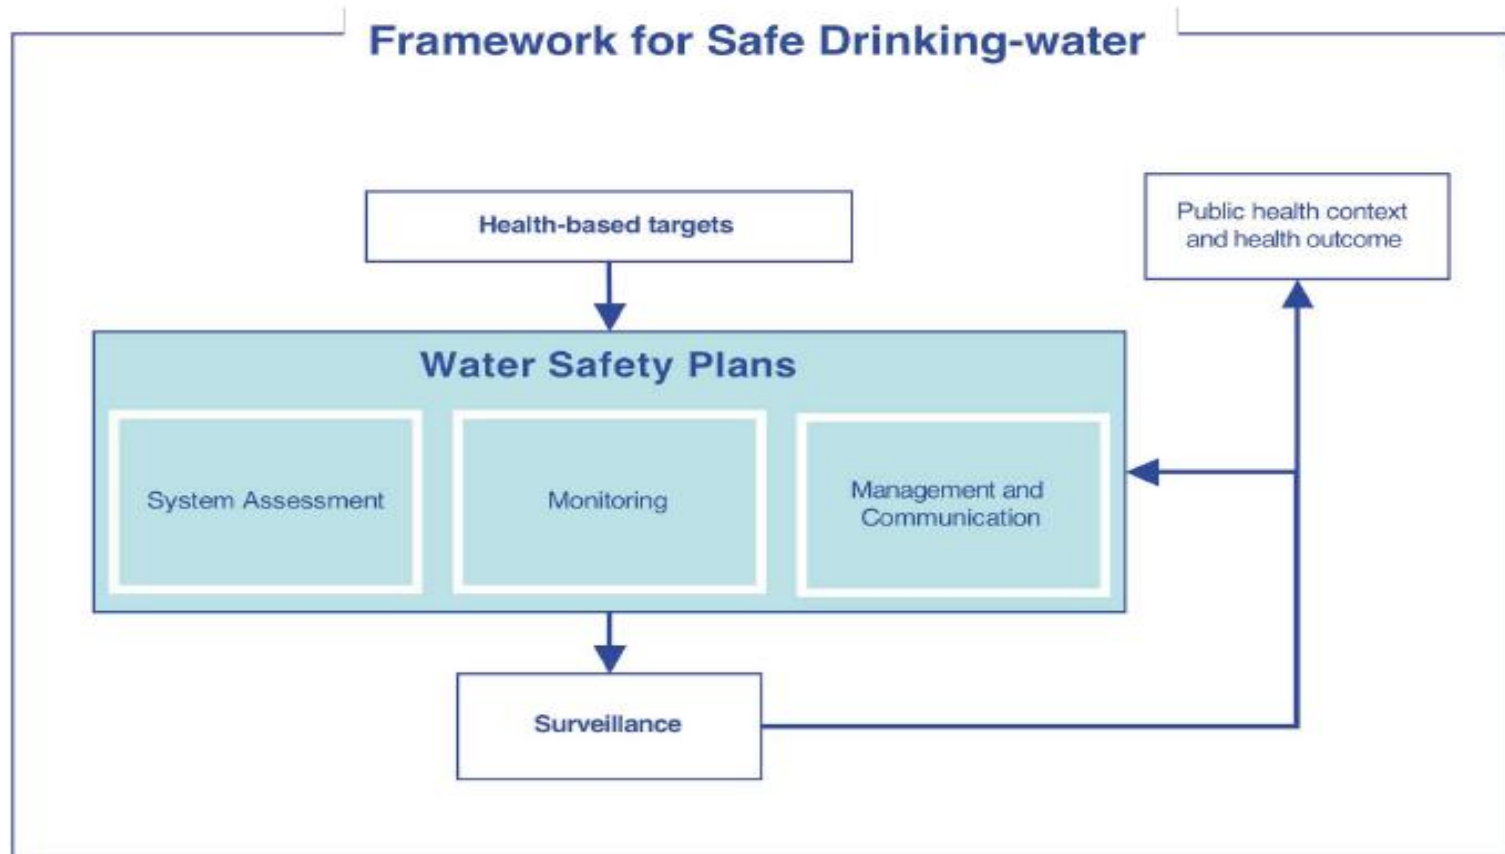 Framework for Safe Drinking-water
Health-based targets
Public health context
and health outcome
Water Safety Plans
System Assessment
Monitoring
Management and
Communication
Surveillance